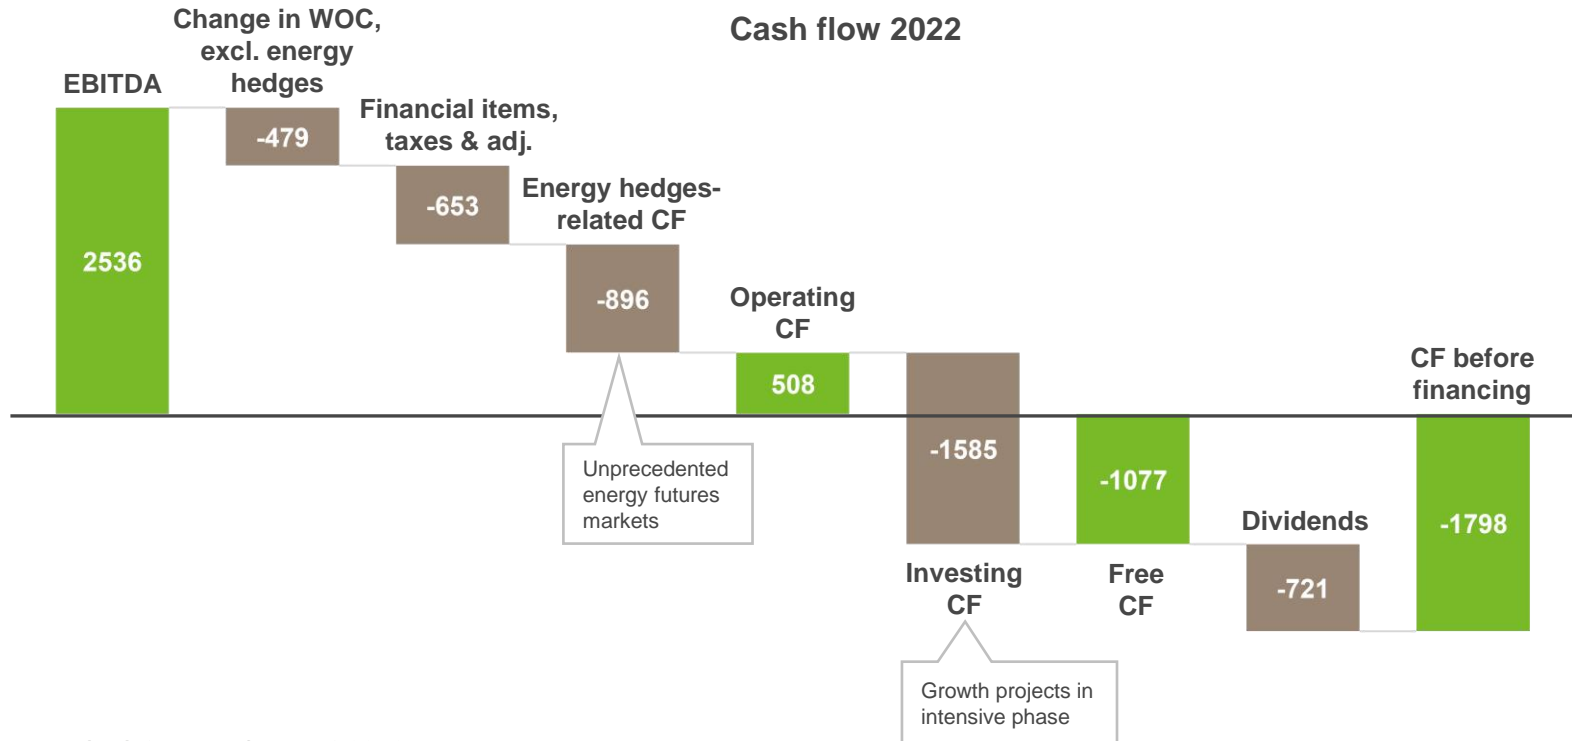 Cash flow 2022
EBITDA
2536
Change in WOC,
excl. energy
hedges
-479
Financial items,
taxes & adj.
-653
Energy hedges-
related CF
-896
Unprecedented
energy futures
markets
Operating
CF
508
-1585
Investing
CF
Growth projects in
intensive phase
-1077
Free
CF
Dividends
-721
CF before
financing
-1798